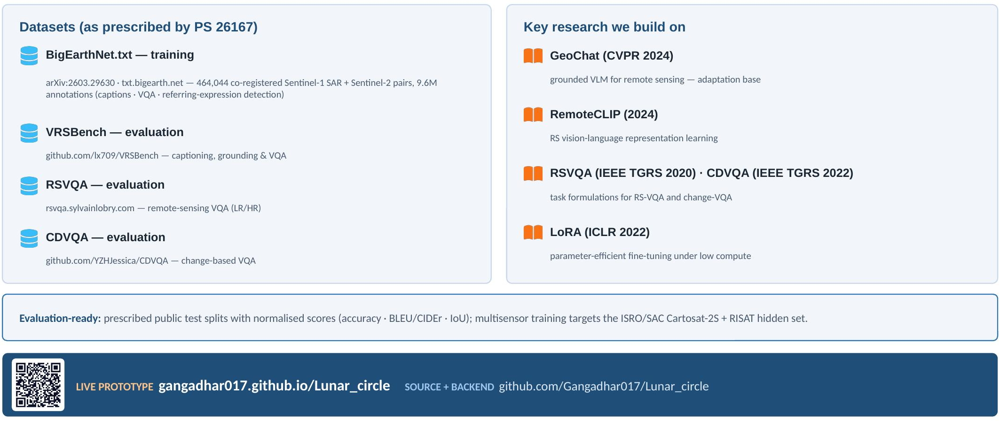 Datasets (as prescribed by PS 26167)
BigEarthNet.txt — training
arXiv:2603.29630 · txt.bigearth.net — 464,044 co-registered Sentinel-1 SAR + Sentinel-2 pairs, 9.6M
annotations (captions · VQA · referring-expression detection)
VRSBench — evaluation
github.com/lx709/VRSBench — captioning, grounding & VQA
RSVQA — evaluation
rsvqa.sylvainlobry.com — remote-sensing VQA (LR/HR)
CDVQA — evaluation
github.com/YZHJessica/CDVQA — change-based VQA
Key research we build on
GeoChat (CVPR 2024)
grounded VLM for remote sensing — adaptation base
RemoteCLIP (2024)
RS vision-language representation learning
RSVQA (IEEE TGRS 2020) · CDVQA (IEEE TGRS 2022)
task formulations for RS-VQA and change-VQA
LoRA (ICLR 2022)
parameter-efficient fine-tuning under low compute
Evaluation-ready: prescribed public test splits with normalised scores (accuracy · BLEU/CIDEr · IoU); multisensor training targets the ISRO/SAC Cartosat-2S + RISAT hidden set.
LIVE PROTOTYPE gangadhar017.github.io/Lunar_circle SOURCE + BACKEND github.com/Gangadhar017/Lunar_circle